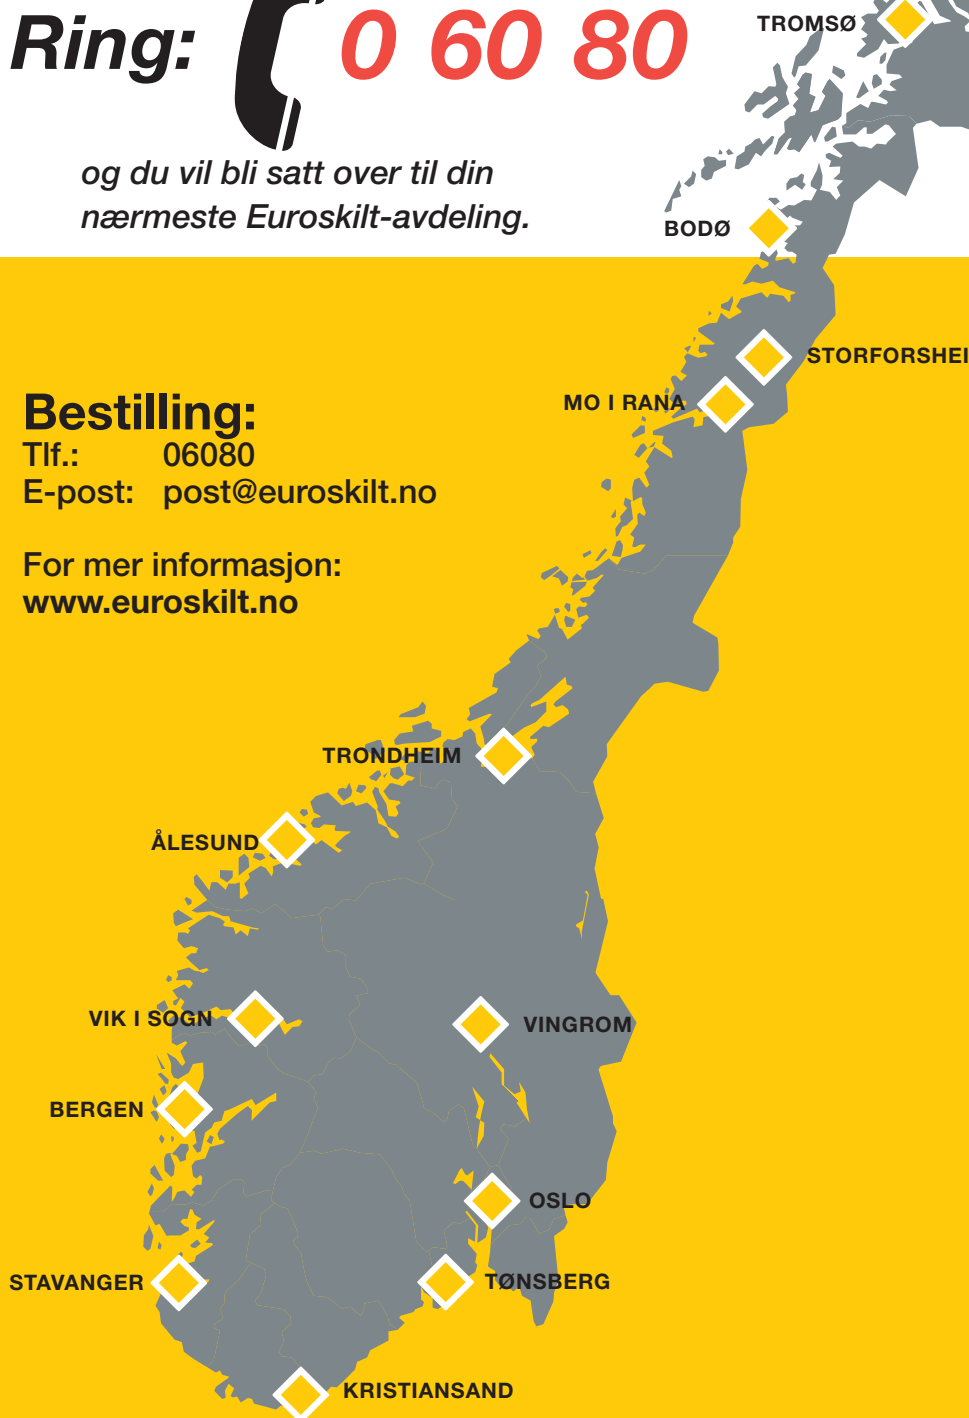 Ring: 0 60 80
TROMSØ
og du vil bli satt over til din
nærmeste Euroskilt-avdeling.
BODØ
STORFORSHEI
MO I RANA
Bestilling:
Tlf.: 06080
E-post: post@euroskilt.no
For mer informasjon:
www.euroskilt.no
TRONDHEIM
ÅLESUND
VIK I SOGN
VINGROM
BERGEN
OSLO
STAVANGER
TØNSBERG
KRISTIANSAND